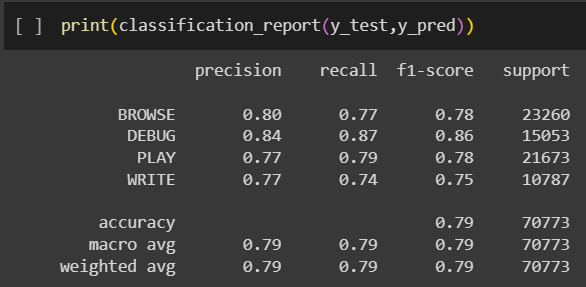 [ ] print(classification_report(y_test,y_pred))
precision recall f1-score support
BROWSE 0.80 0.77 0.78 23260
DEBUG 0.84 0.87 0.86 15053
PLAY 0.77 0.79 0.78 21673
WRITE 0.77 0.74 0.75 10787
accuracy 0.79 70773
macro avg 0.79 0.79 0.79 70773
weighted avg 0.79 0.79 0.79 70773